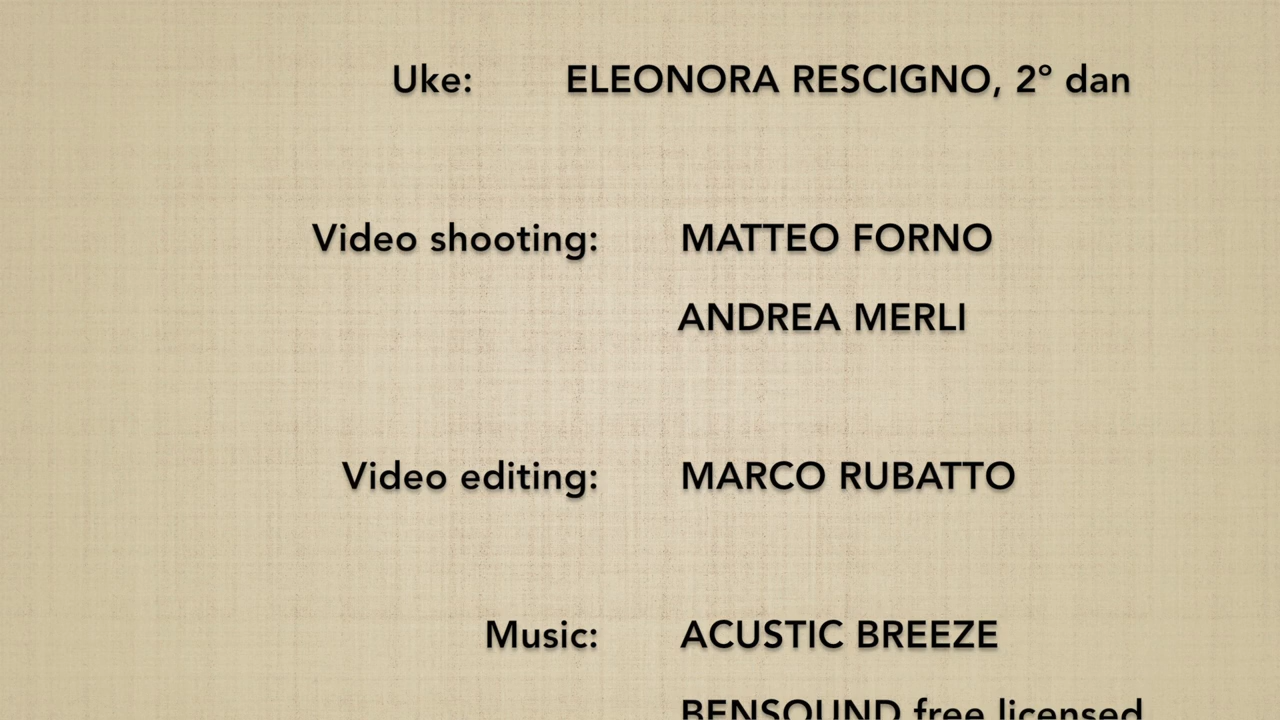 Uke: ELEONORA RESCIGNO, 2° dan
Video shooting: MATTEO FORNO
ANDREA MERLI
Video editing: MARCO RUBATTO
Music: ACUSTIC BREEZE
BENSOUND free licensed